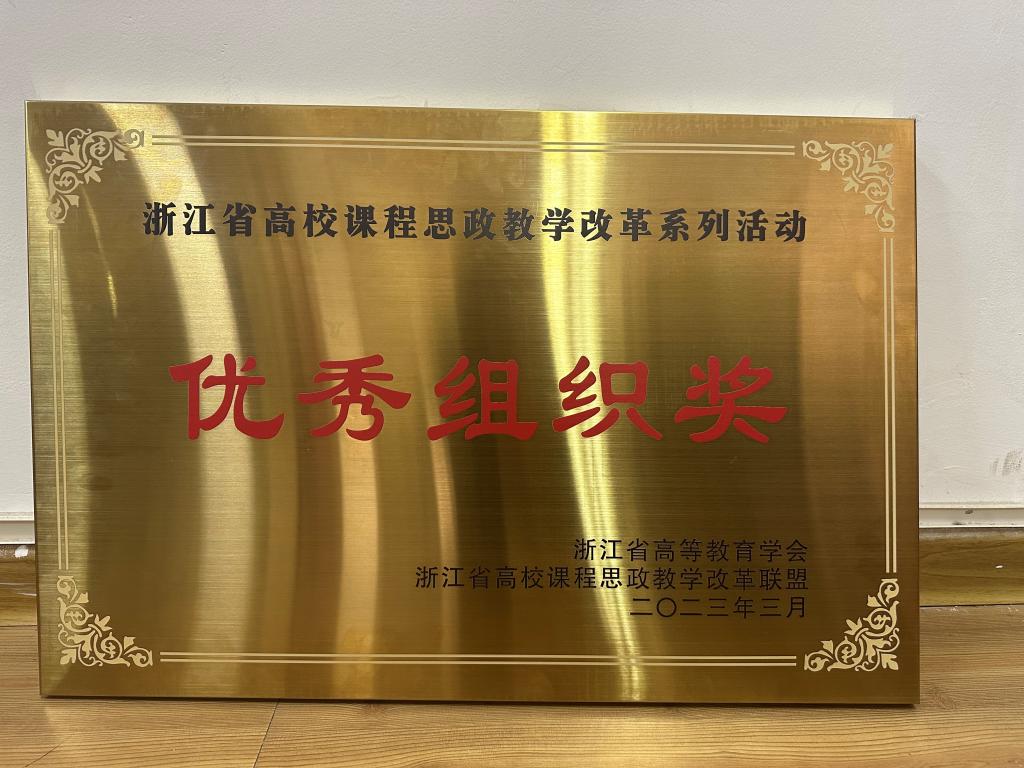 浙江省高校课程思政教学改革系列活动
优秀组织奖
浙江省高等教育学会
浙江省高校课程思政教学改革联盟
二〇二三年三月